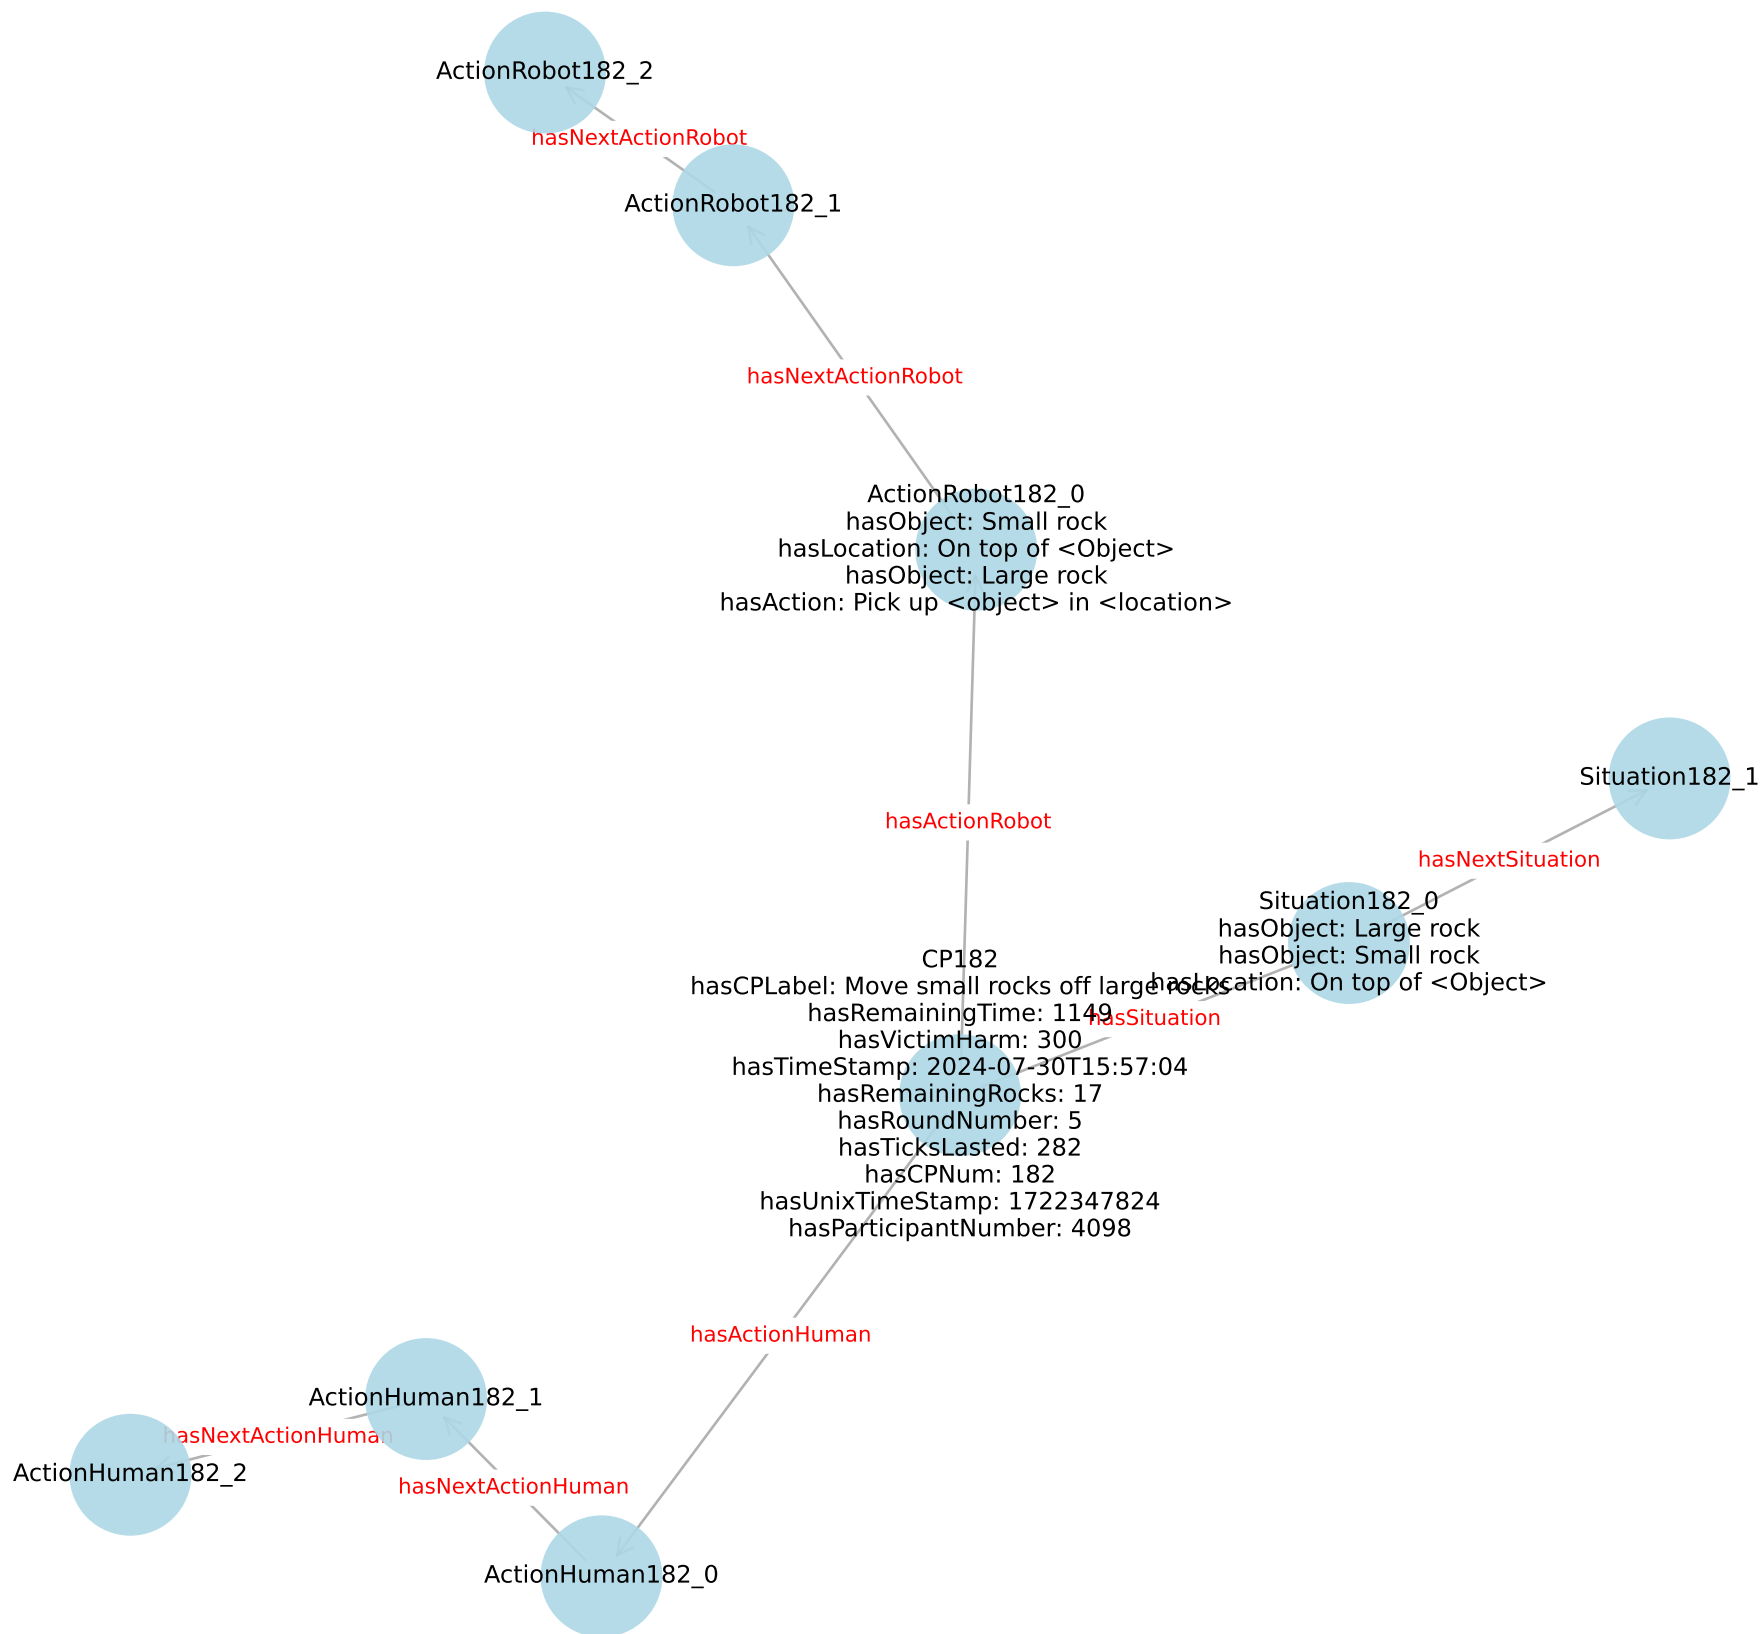 ActionRobot182_2
hasNextActionRobot
ActionRobot182_1
hasNextActionRobot
ActionRobot182_0
hasObject: Small rock
hasLocation: On top of <Object>
hasObject: Large rock
hasAction: Pick up <object> in <location>
Situation182_1
hasActionRobot
hasNextSituation
Situation182_0
hasObject: Large rock
hasObject: Small rock
hasLocation: On top of <Object>
hasSituation
CP182
hasCPLabel: Move small rocks off large rocks
hasRemainingTime: 1149
hasVictimHarm: 300
hasTimeStamp: 2024-07-30T15:57:04
hasRemainingRocks: 17
hasRoundNumber: 5
hasTicksLasted: 282
hasCPNum: 182
hasUnixTimeStamp: 1722347824
hasParticipantNumber: 4098
hasActionHuman
ActionHuman182_1
hasNextActionHuman
ActionHuman182_2
hasNextActionHuman
ActionHuman182_0